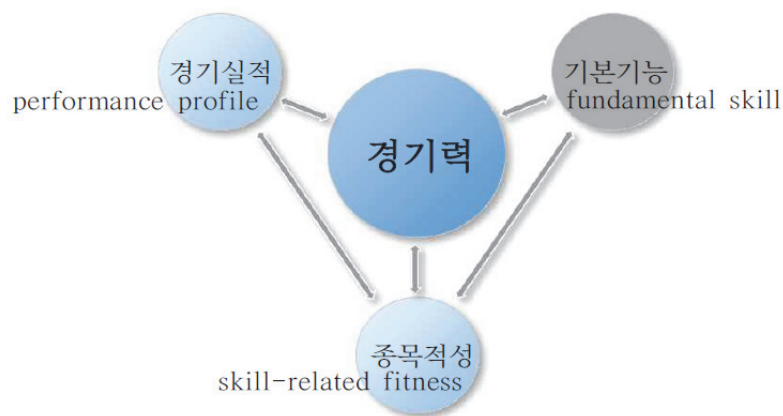 경기실적
performance profile
기본기능
fundamental skill
경기력
종목적성
skill-related fitness